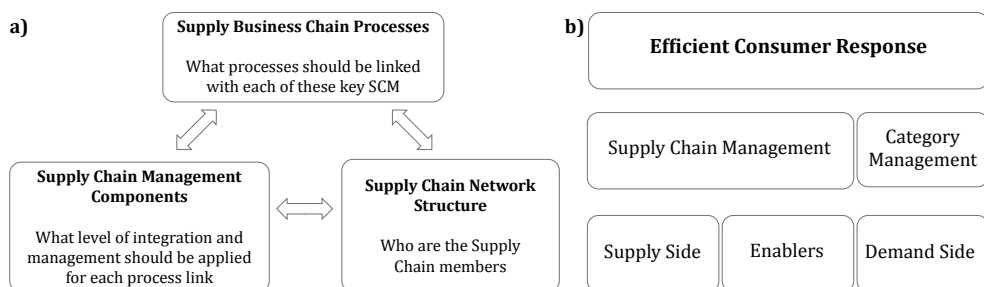 a)
Supply Business Chain Processes
What processes should be linked
with each of these key SCM
Supply Chain Management
Components
What level of integration and
management should be applied
for each process link
Supply Chain Network
Structure
Who are the Supply
Chain members
b)
Efficient Consumer Response
Supply Chain Management
Category
Management
Supply Side
Enablers
Demand Side